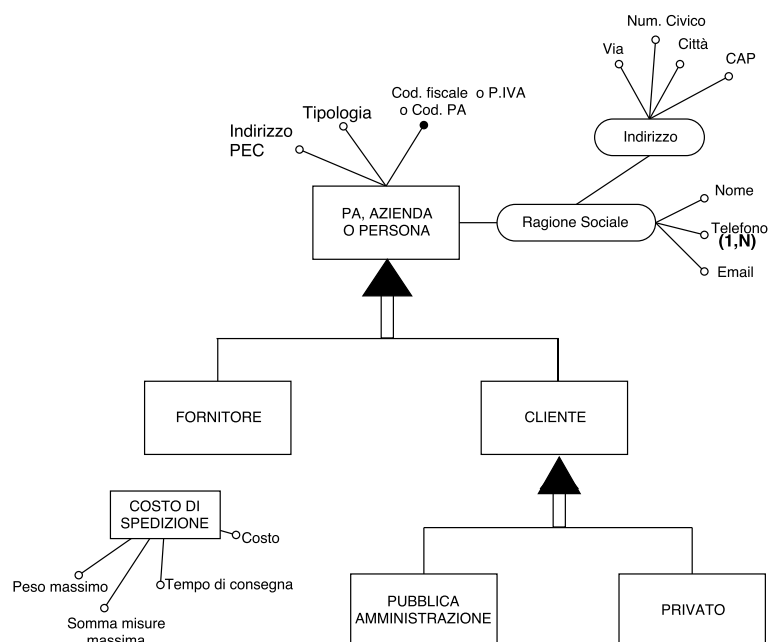 Num. Civico
Via
Città
CAP
Cod. fiscale o P.IVA
o Cod. PA
Tipologia
Indirizzo
PEC
Indirizzo
PA, AZIENDA
O PERSONA
Ragione Sociale
Nome
Telefono
(1,N)
Email
FORNITORE
CLIENTE
COSTO DI
SPEDIZIONE
Costo
Peso massimo
Tempo di consegna
Somma misure
massima
PUBBLICA
AMMINISTRAZIONE
PRIVATO